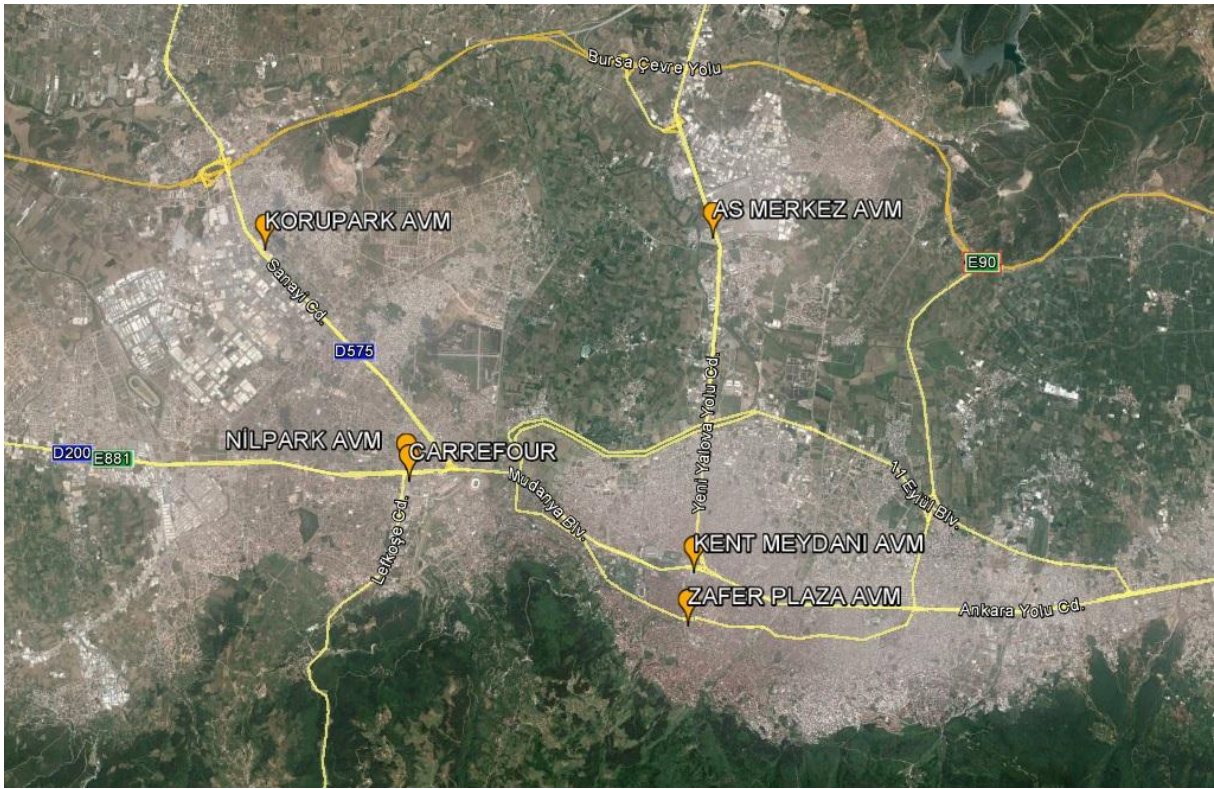 Bursa Çevre Yolu
KORUPARK AVM
AS MERKEZ AVM
E90
Sanayi Cd.
D575
Yeni Yalova Yolu Cd.
NİLPARK AVM
CARREFOUR
D200
E881
Mudanya Blv.
11 Eylül Blv.
Lefkoşe Cd.
KENT MEYDANI AVM
ZAFER PLAZA AVM
Ankara Yolu Cd.